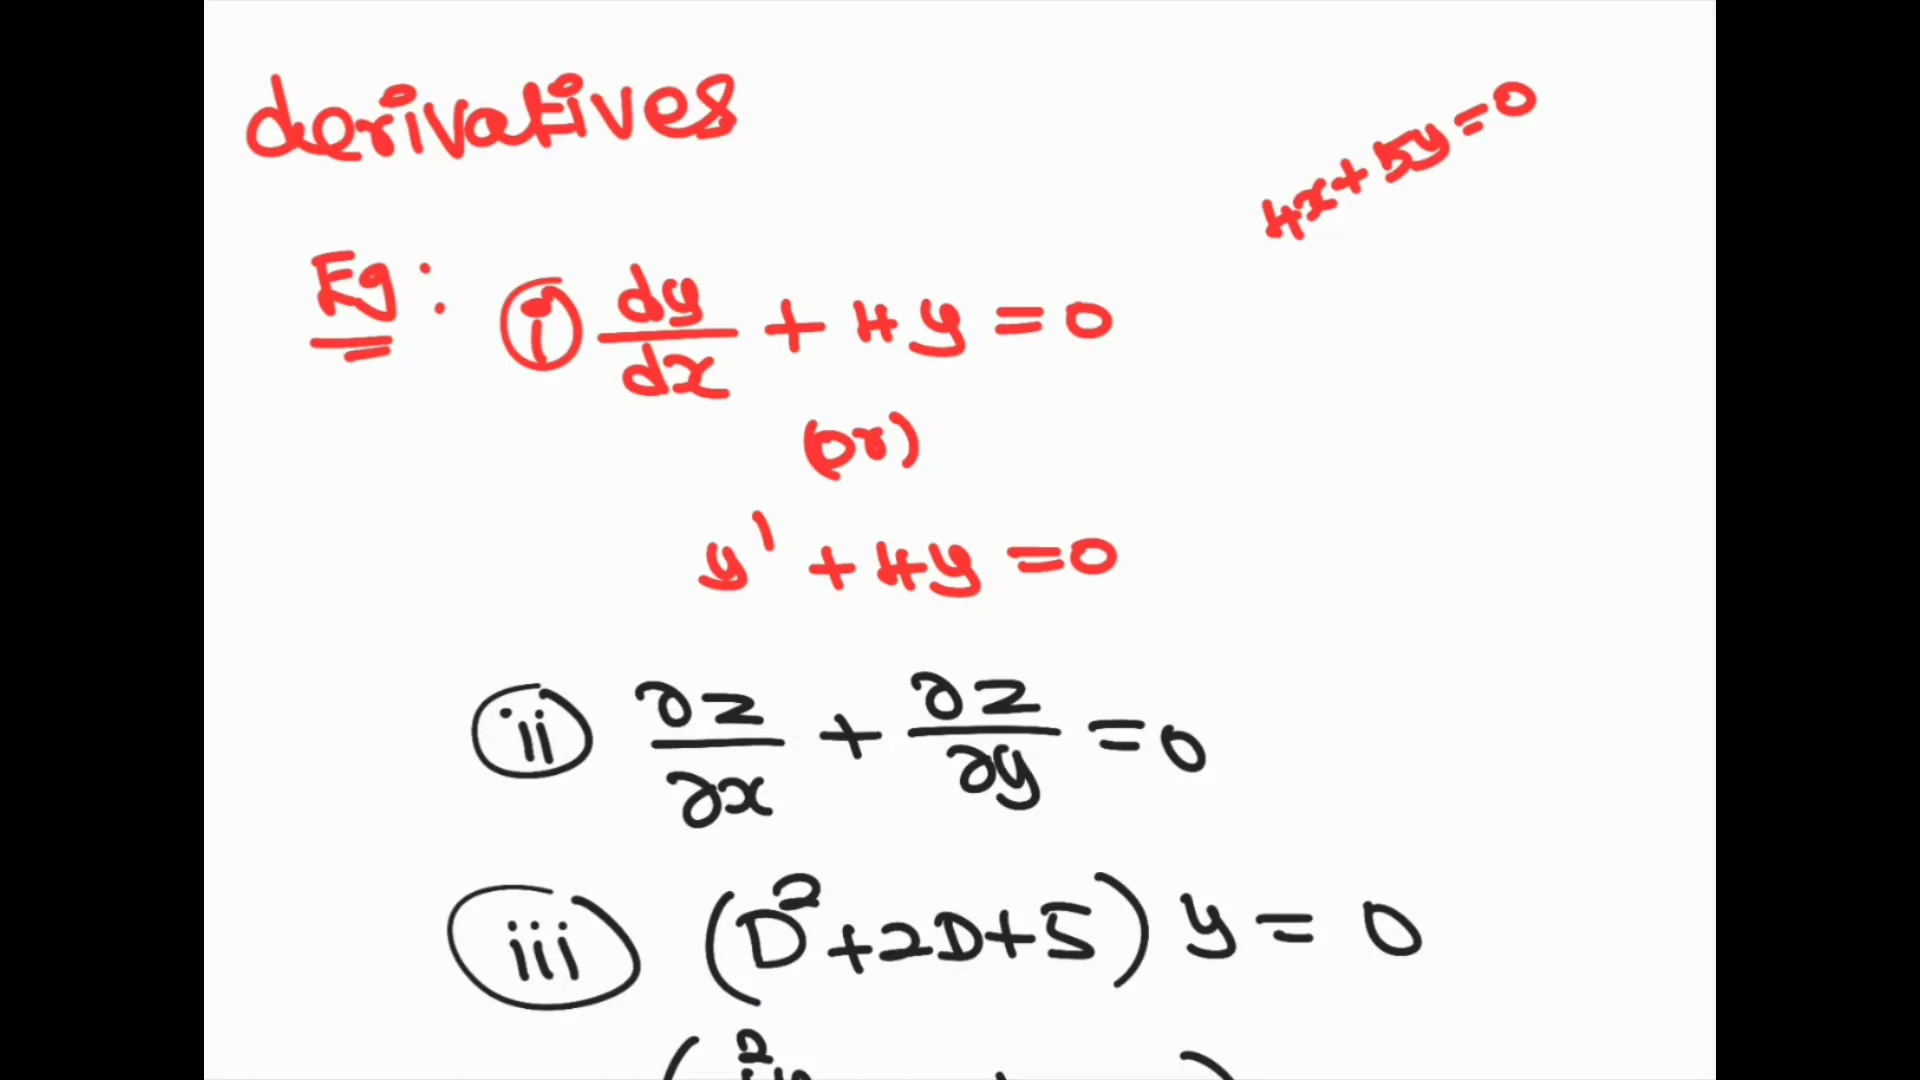 derivatives
4x+5y=0
Eg: (i) dy/dx + 4y = 0
(or)
y' + 4y = 0
(ii) ∂z/∂x + ∂z/∂y = 0
(iii) (D² + 2D + 5) y = 0